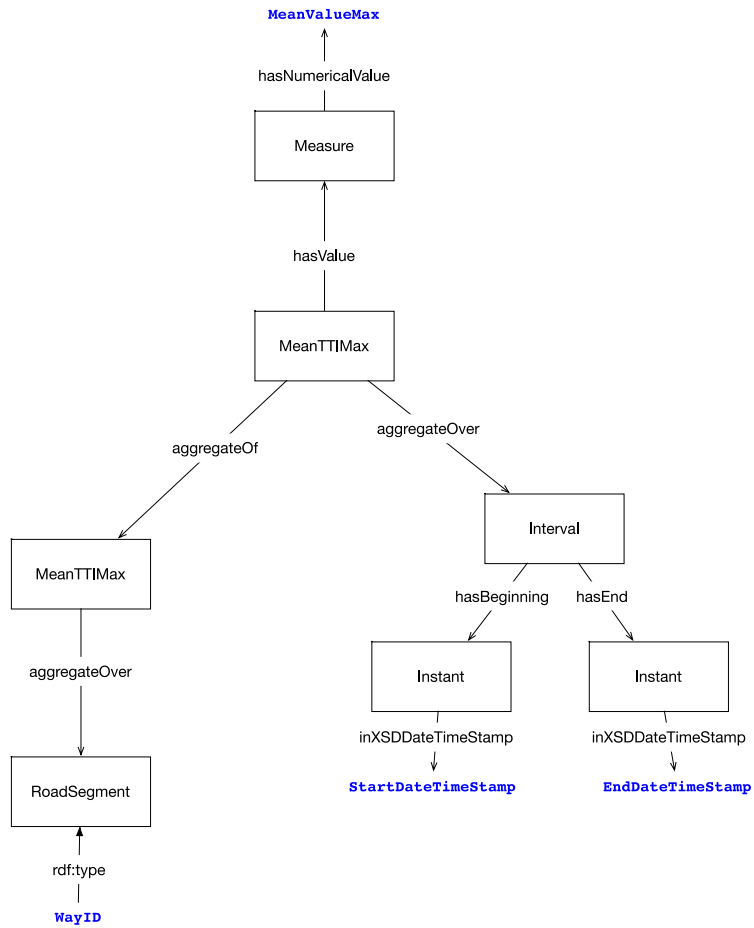 MeanValueMax
hasNumericalValue
Measure
hasValue
MeanTTIMax
aggregateOf
aggregateOver
Interval
MeanTTIMax
hasBeginning
hasEnd
aggregateOver
Instant
Instant
inXSDDateTimeStamp
inXSDDateTimeStamp
StartDateTimeStamp
EndDateTimeStamp
RoadSegment
rdf:type
WayID